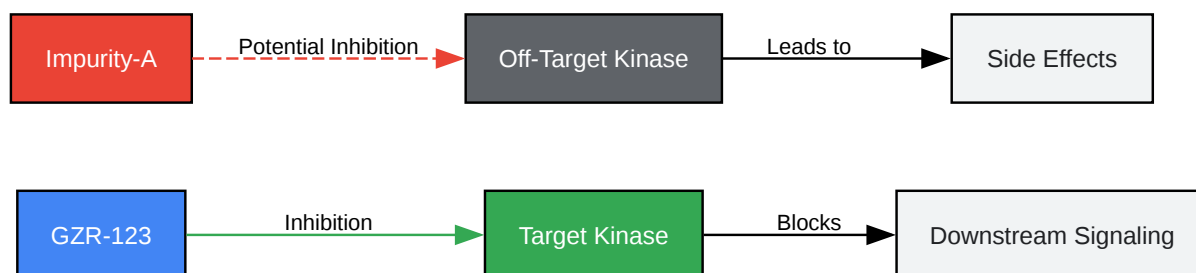 Impurity-A
Potential Inhibition
Off-Target Kinase
Leads to
Side Effects
GZR-123
Inhibition
Target Kinase
Blocks
Downstream Signaling